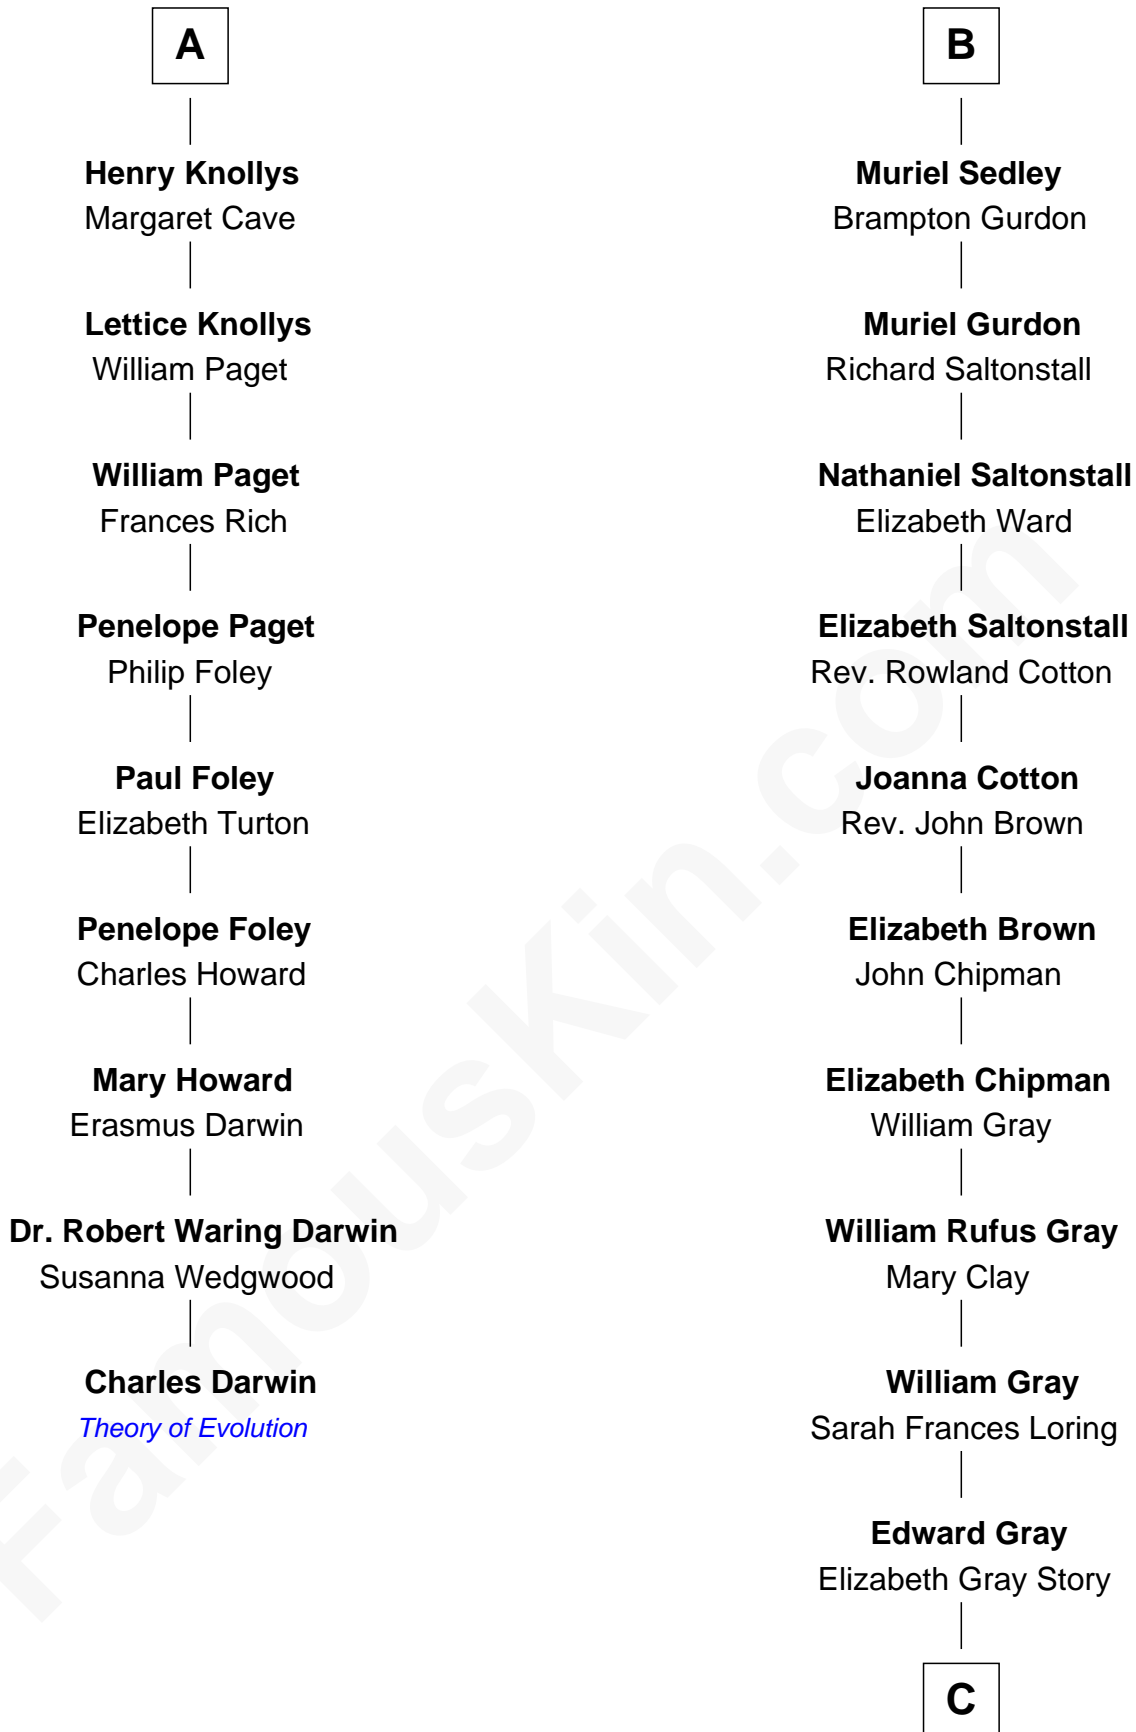 A
Henry Knollys
Margaret Cave
Lettice Knollys
William Paget
William Paget
Frances Rich
Penelope Paget
Philip Foley
Paul Foley
Elizabeth Turton
Penelope Foley
Charles Howard
Mary Howard
Erasmus Darwin
Dr. Robert Waring Darwin
Susanna Wedgwood
Charles Darwin
Theory of Evolution
B
Muriel Sedley
Brampton Gurdon
Muriel Gurdon
Richard Saltonstall
Nathaniel Saltonstall
Elizabeth Ward
Elizabeth Saltonstall
Rev. Rowland Cotton
Joanna Cotton
Rev. John Brown
Elizabeth Brown
John Chipman
Elizabeth Chipman
William Gray
William Rufus Gray
Mary Clay
William Gray
Sarah Frances Loring
Edward Gray
Elizabeth Gray Story
C
FamousKin.com